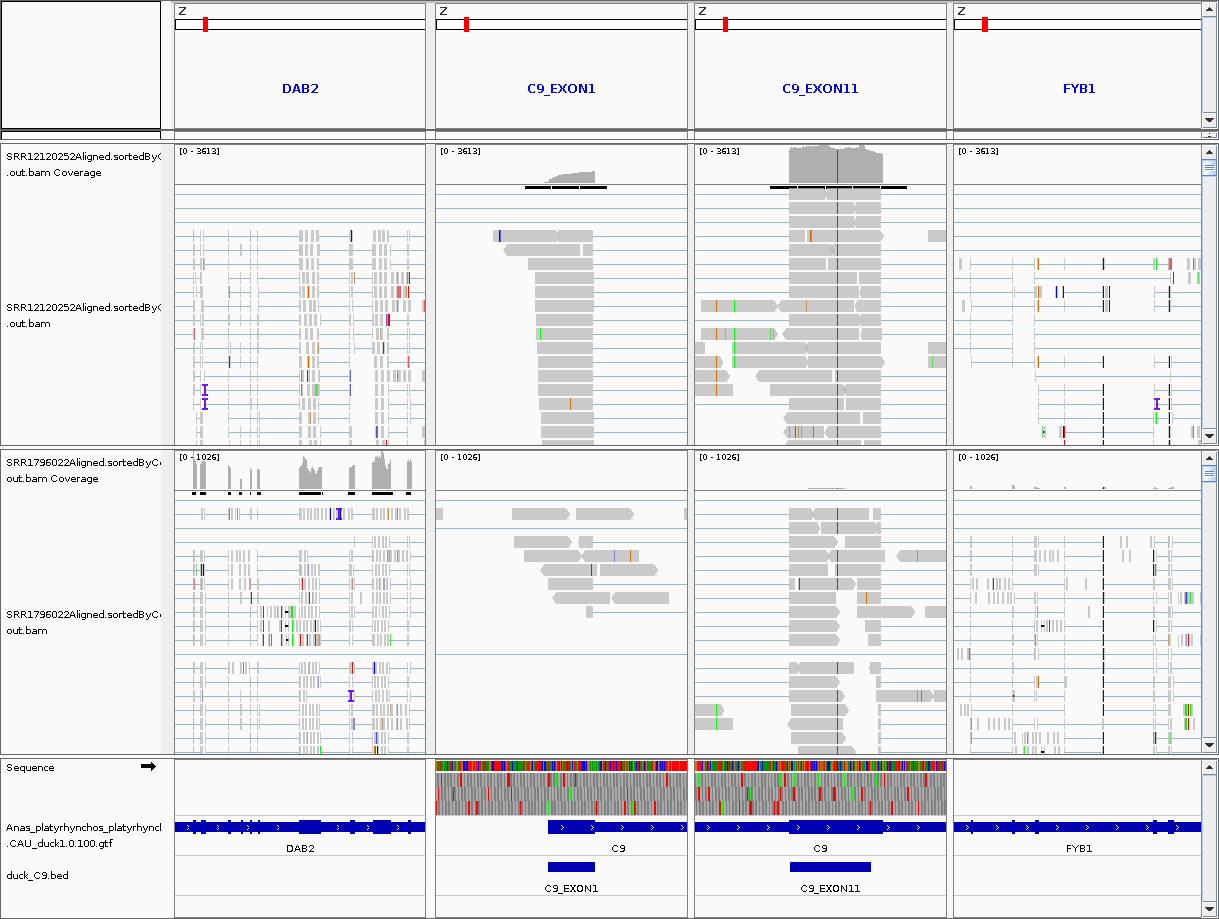 Z Z Z Z
DAB2 C9_EXON1 C9_EXON11 FYB1
[0 - 3613] [0 - 3613] [0 - 3613] [0 - 3613]
SRR12120252Aligned.sortedByC
.out.bam Coverage
SRR12120252Aligned.sortedByC
.out.bam
[0 - 1026] [0 - 1026] [0 - 1026] [0 - 1026]
SRR1796022Aligned.sortedByCo
out.bam Coverage
SRR1796022Aligned.sortedByCo
out.bam
Sequence
Anas_platyrhynchos_platyrhyncl
.CAU_duck1.0.100.gtf
DAB2 C9 C9 FYB1
duck_C9.bed
C9_EXON1 C9_EXON11